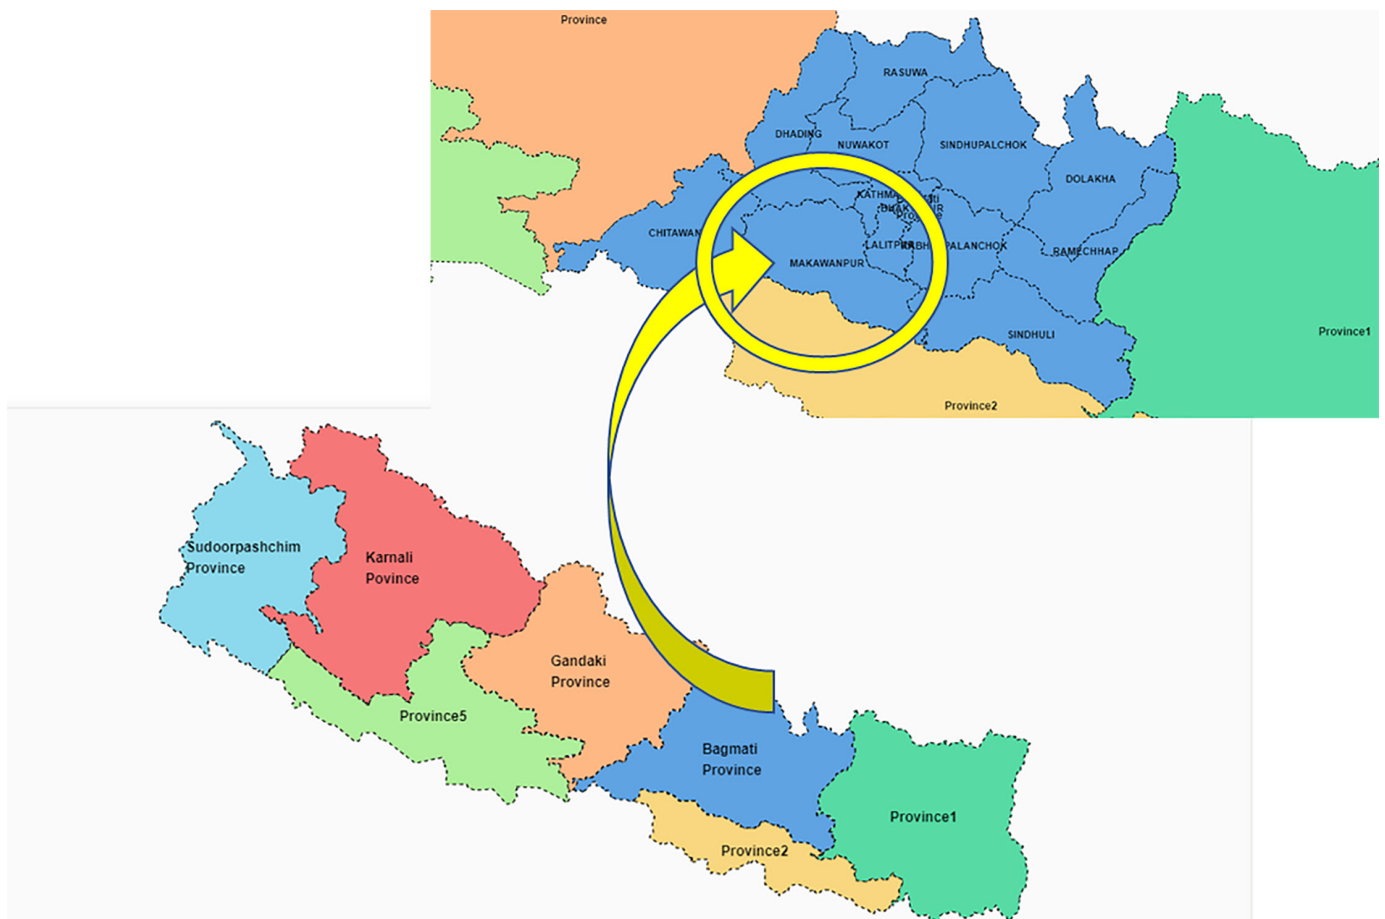 Province
RASUWA
DHADING
NUWAKOT
SINDHUPALCHOK
DOLAKHA
CHITAWAN
MAKAWANPUR
PALANCHOK
RAMECHHAP
SINDHULI
Province1
Province2
Sudoorpashchim
Province
Karnali
Povince
Gandaki
Province
Province5
Bagmati
Province
Province1
Province2